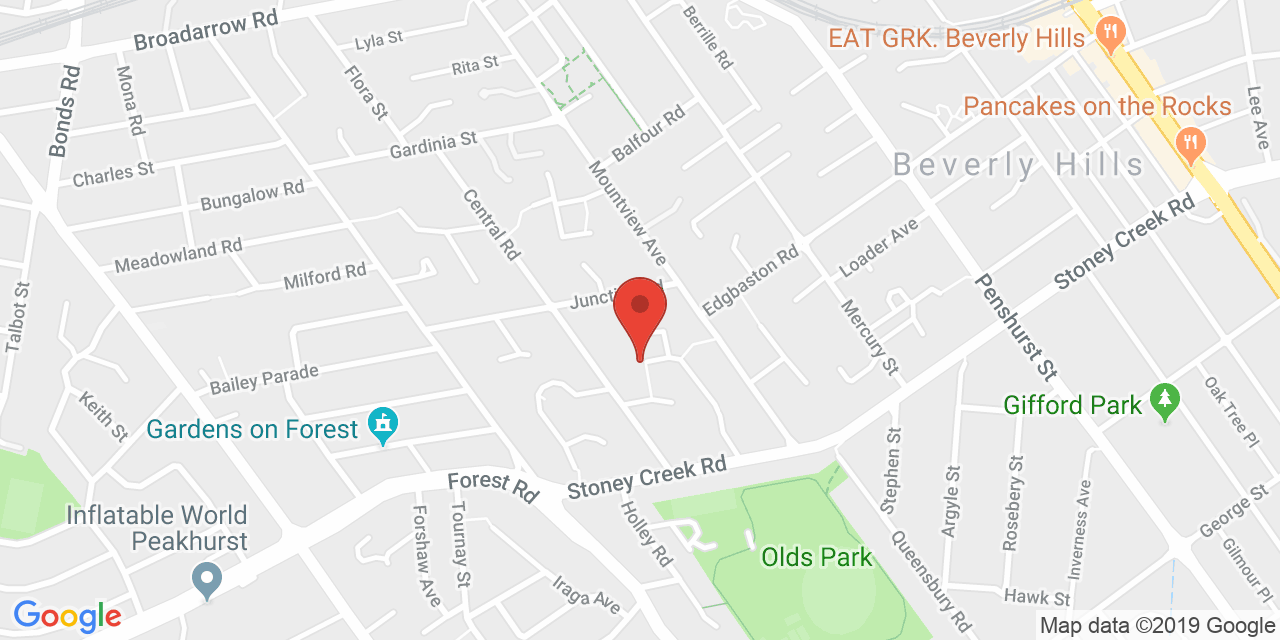 Broadarrow Rd
Lyla St
Berrille Rd
EAT GRK. Beverly Hills
Rita St
Flora St
Mona Rd
Bonds Rd
Lee Ave
Pancakes on the Rocks
Balfour Rd
Gardinia St
Charles St
Beverly Hills
Bungalow Rd
Mountview Ave
Central Rd
Stoney Creek Rd
Loader Ave
Meadowland Rd
Milford Rd
Edgbaston Rd
Talbot St
Penshurst St
Mercury St
Bailey Parade
Keith St
Gifford Park
Oak Tree Pl
Gardens on Forest
Stoney Creek Rd
Forest Rd
Stephen St
Argyle St
Rosebery St
Inverness Ave
George St
Inflatable World
Peakhurst
Forshaw Ave
Tournay St
Holley Rd
Olds Park
Queensbury Rd
Gilmour Pl
Iraga Ave
Hawk St
Google
Map data ©2019 Google